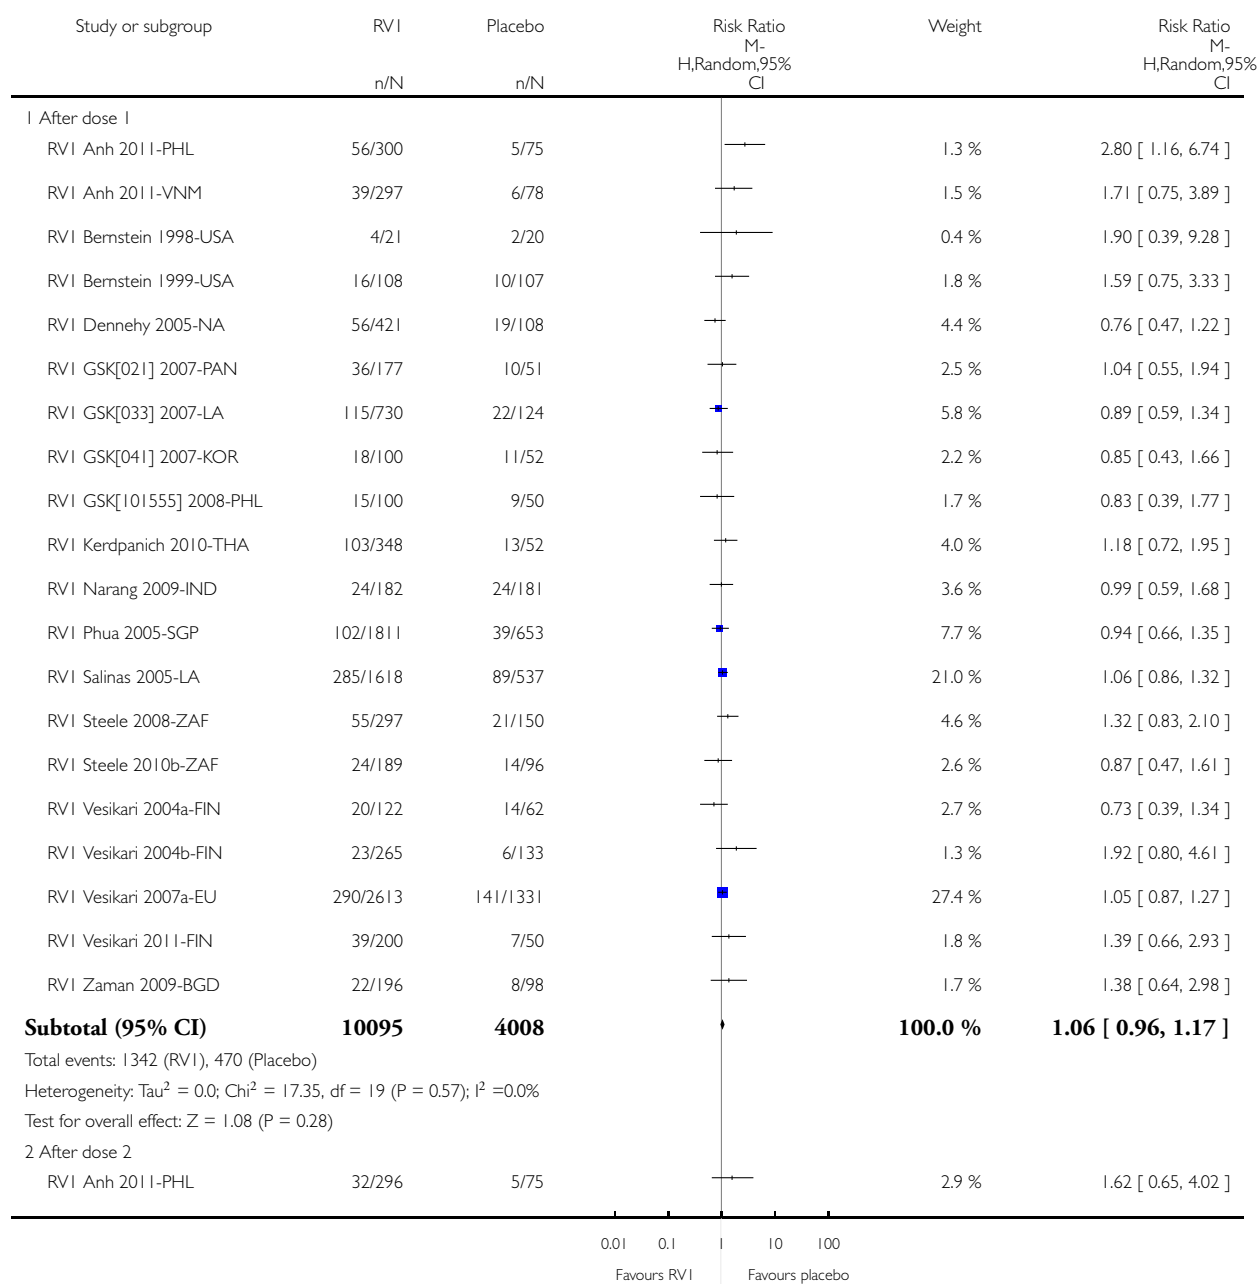 Study or subgroup RV1 Placebo Risk Ratio Weight Risk Ratio
M- M-
H,Random,95% H,Random,95%
n/N n/N CI CI
1 After dose 1
RV1 Anh 2011-PHL 56/300 5/75 1.3 % 2.80 [ 1.16, 6.74 ]
RV1 Anh 2011-VNM 39/297 6/78 1.5 % 1.71 [ 0.75, 3.89 ]
RV1 Bernstein 1998-USA 4/21 2/20 0.4 % 1.90 [ 0.39, 9.28 ]
RV1 Bernstein 1999-USA 16/108 10/107 1.8 % 1.59 [ 0.75, 3.33 ]
RV1 Dennehy 2005-NA 56/421 19/108 4.4 % 0.76 [ 0.47, 1.22 ]
RV1 GSK[021] 2007-PAN 36/177 10/51 2.5 % 1.04 [ 0.55, 1.94 ]
RV1 GSK[033] 2007-LA 115/730 22/124 5.8 % 0.89 [ 0.59, 1.34 ]
RV1 GSK[041] 2007-KOR 18/100 11/52 2.2 % 0.85 [ 0.43, 1.66 ]
RV1 GSK[101555] 2008-PHL 15/100 9/50 1.7 % 0.83 [ 0.39, 1.77 ]
RV1 Kerdpanich 2010-THA 103/348 13/52 4.0 % 1.18 [ 0.72, 1.95 ]
RV1 Narang 2009-IND 24/182 24/181 3.6 % 0.99 [ 0.59, 1.68 ]
RV1 Phua 2005-SGP 102/1811 39/653 7.7 % 0.94 [ 0.66, 1.35 ]
RV1 Salinas 2005-LA 285/1618 89/537 21.0 % 1.06 [ 0.86, 1.32 ]
RV1 Steele 2008-ZAF 55/297 21/150 4.6 % 1.32 [ 0.83, 2.10 ]
RV1 Steele 2010b-ZAF 24/189 14/96 2.6 % 0.87 [ 0.47, 1.61 ]
RV1 Vesikari 2004a-FIN 20/122 14/62 2.7 % 0.73 [ 0.39, 1.34 ]
RV1 Vesikari 2004b-FIN 23/265 6/133 1.3 % 1.92 [ 0.80, 4.61 ]
RV1 Vesikari 2007a-EU 290/2613 141/1331 27.4 % 1.05 [ 0.87, 1.27 ]
RV1 Vesikari 2011-FIN 39/200 7/50 1.8 % 1.39 [ 0.66, 2.93 ]
RV1 Zaman 2009-BGD 22/196 8/98 1.7 % 1.38 [ 0.64, 2.98 ]
Subtotal (95% CI) 10095 4008 100.0 % 1.06 [ 0.96, 1.17 ]
Total events: 1342 (RV1), 470 (Placebo)
Heterogeneity: Tau² = 0.0; Chi² = 17.35, df = 19 (P = 0.57); I² =0.0%
Test for overall effect: Z = 1.08 (P = 0.28)
2 After dose 2
RV1 Anh 2011-PHL 32/296 5/75 2.9 % 1.62 [ 0.65, 4.02 ]
0.01 0.1 1 10 100
Favours RV1 Favours placebo